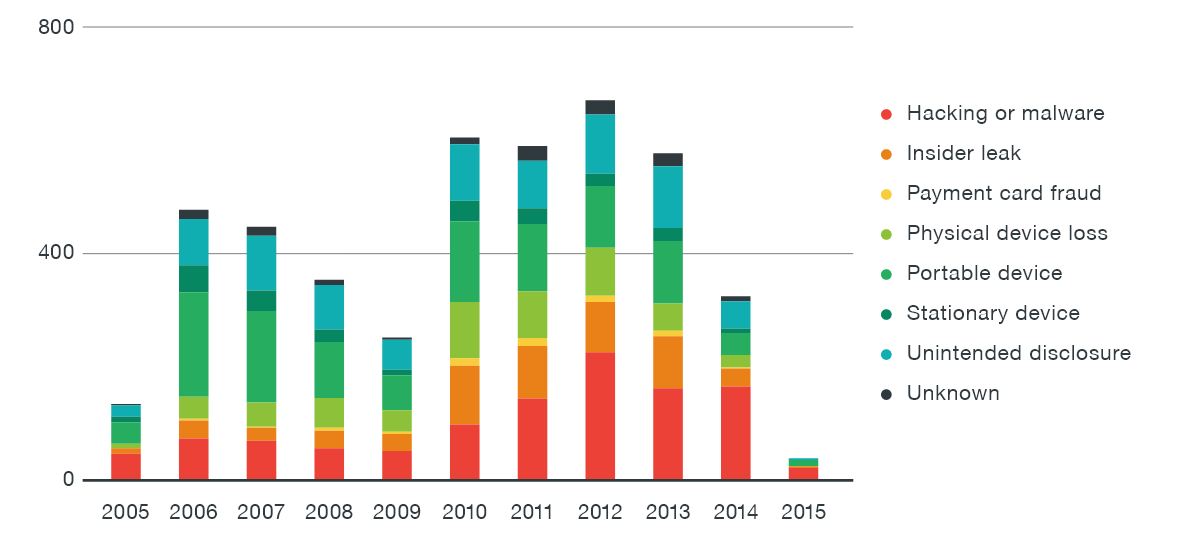 800
400
0
2005 2006 2007 2008 2009 2010 2011 2012 2013 2014 2015
Hacking or malware
Insider leak
Payment card fraud
Physical device loss
Portable device
Stationary device
Unintended disclosure
Unknown